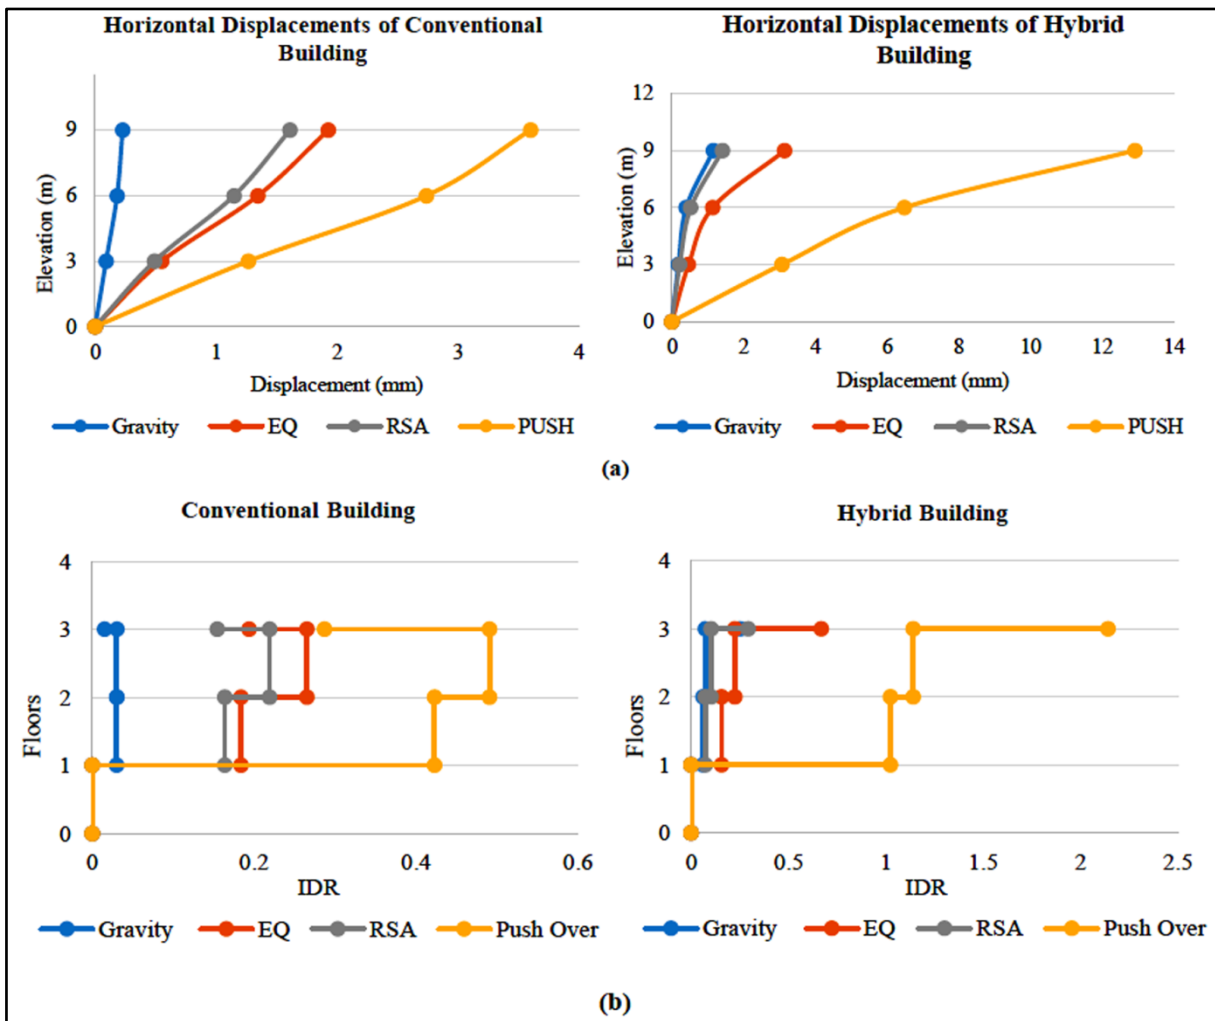 Horizontal Displacements of Conventional
Building
9
6
3
0
Elevation (m)
0 1 2 3 4
Displacement (mm)
Gravity EQ RSA PUSH
Horizontal Displacements of Hybrid
Building
12
9
6
3
0
Elevation (m)
0 2 4 6 8 10 12 14
Displacement (mm)
Gravity EQ RSA PUSH
(a)
Conventional Building
4
3
2
1
0
Floors
0 0.2 0.4 0.6
IDR
Gravity EQ RSA Push Over
Hybrid Building
4
3
2
1
0
Floors
0 0.5 1 1.5 2 2.5
IDR
Gravity EQ RSA Push Over
(b)